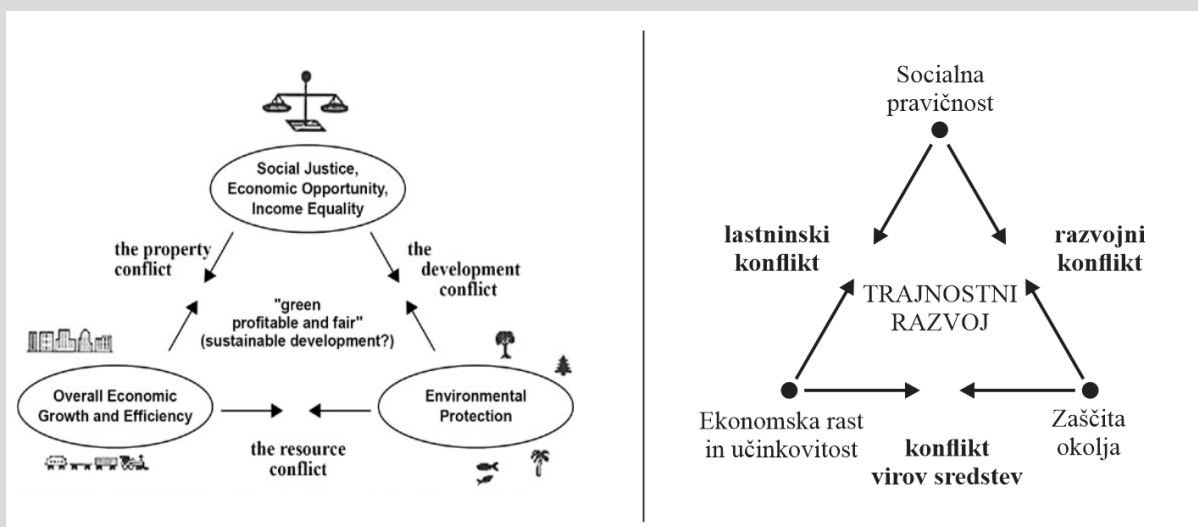 Social Justice,
Economic Opportunity,
Income Equality
the property
conflict
the
development
conflict
"green
profitable and fair"
(sustainable development?)
Overall Economic
Growth and Efficiency
Environmental
Protection
the resource
conflict
Socialna
pravičnost
lastninski
konflikt
razvojni
konflikt
TRAJNOSTNI
RAZVOJ
Ekonomska rast
in učinkovitost
Zaščita
okolja
konflikt
virov sredstev